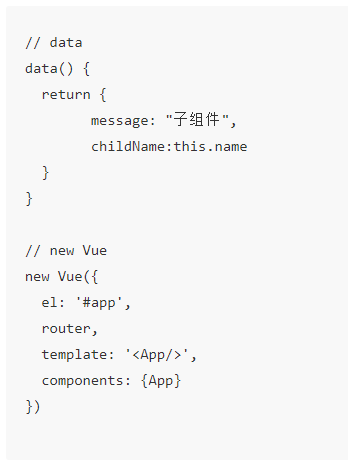 // data
data() {
  return {
        message: "子组件",
        childName:this.name
  }
}

// new Vue
new Vue({
  el: '#app',
  router,
  template: '<App/>',
  components: {App}
})